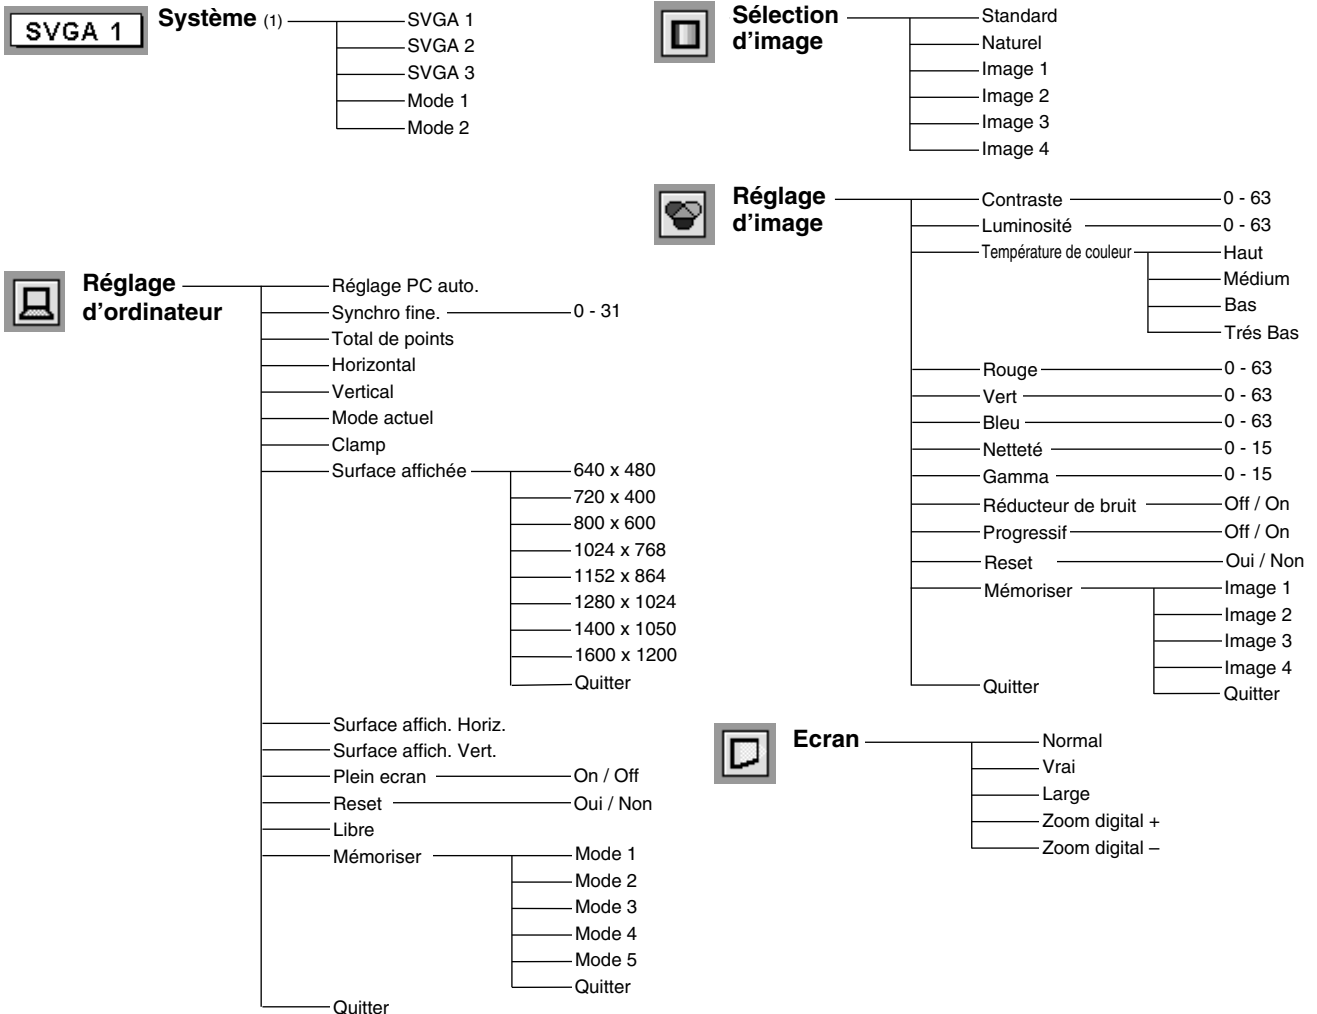 SVGA 1
Système (1)
SVGA 1
SVGA 2
SVGA 3
Mode 1
Mode 2
Réglage
d'ordinateur
Réglage PC auto.
Synchro fine.
0 - 31
Total de points
Horizontal
Vertical
Mode actuel
Clamp
Surface affichée
640 x 480
720 x 400
800 x 600
1024 x 768
1152 x 864
1280 x 1024
1400 x 1050
1600 x 1200
Quitter
Surface affich. Horiz.
Surface affich. Vert.
Plein ecran
On / Off
Reset
Oui / Non
Libre
Mémoriser
Mode 1
Mode 2
Mode 3
Mode 4
Mode 5
Quitter
Quitter
Sélection
d'image
Standard
Naturel
Image 1
Image 2
Image 3
Image 4
Réglage
d'image
Contraste
0 - 63
Luminosité
0 - 63
Température de couleur
Haut
Médium
Bas
Trés Bas
Rouge
0 - 63
Vert
0 - 63
Bleu
0 - 63
Netteté
0 - 15
Gamma
0 - 15
Réducteur de bruit
Off / On
Progressif
Off / On
Reset
Oui / Non
Mémoriser
Image 1
Image 2
Image 3
Image 4
Quitter
Quitter
Ecran
Normal
Vrai
Large
Zoom digital +
Zoom digital –